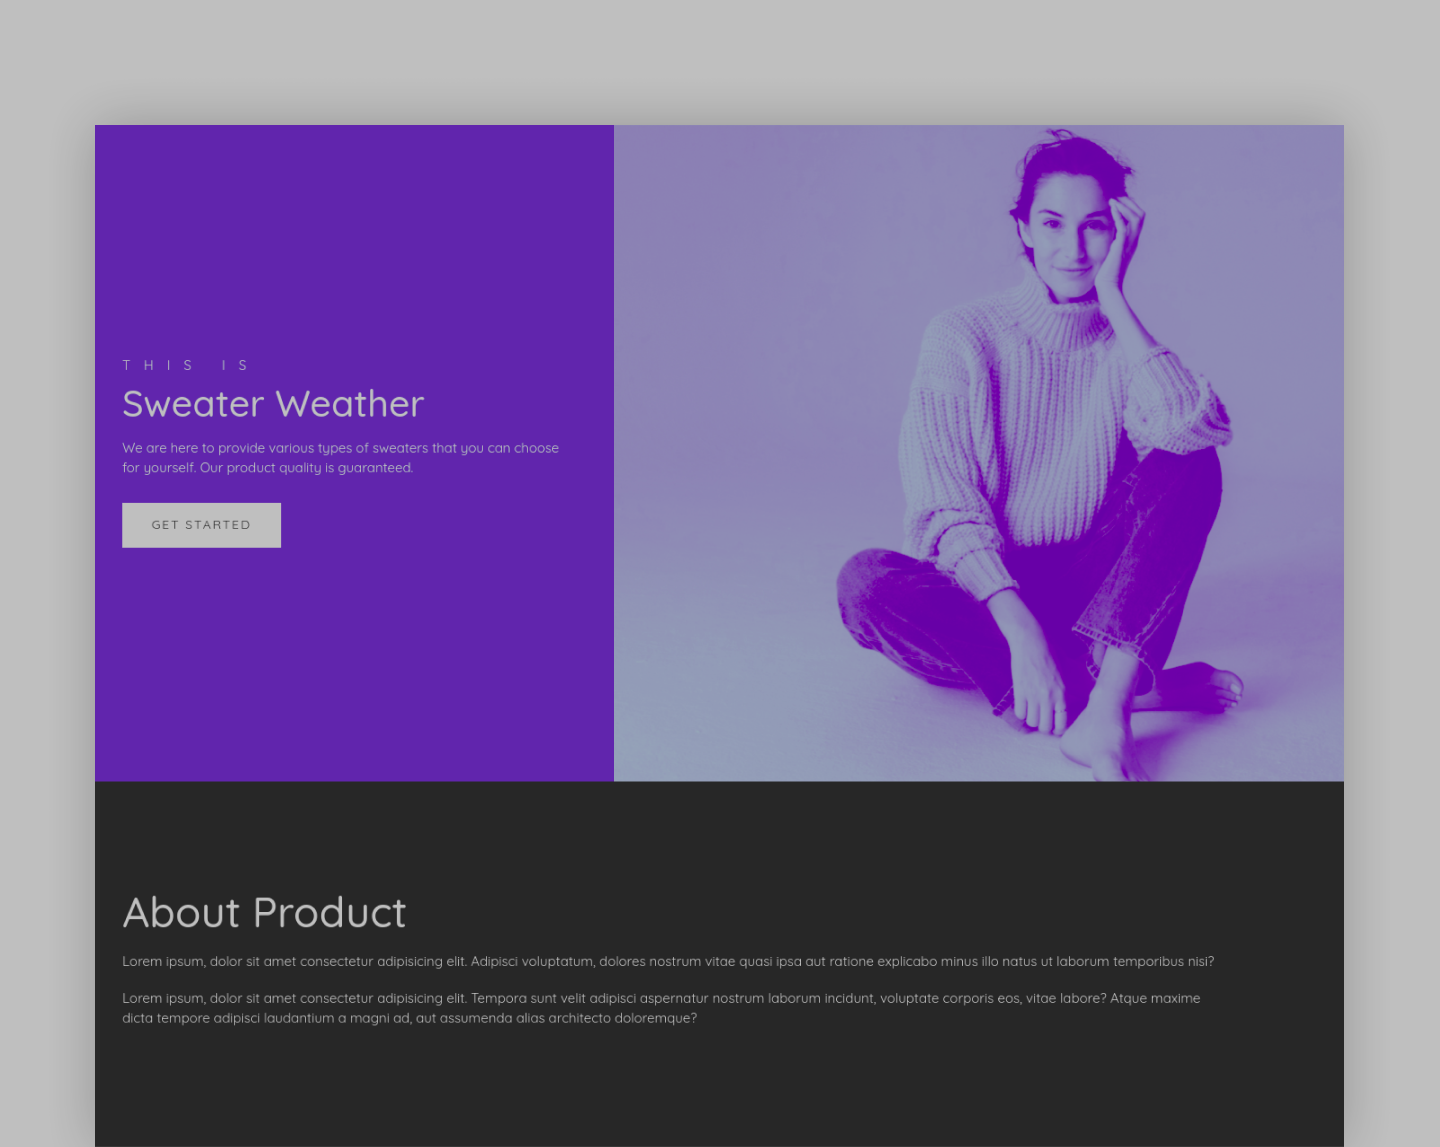 THIS IS
Sweater Weather
We are here to provide various types of sweaters that you can choose
for yourself. Our product quality is guaranteed.
GET STARTED
About Product
Lorem ipsum, dolor sit amet consectetur adipisicing elit. Adipisci voluptatum, dolores nostrum vitae quasi ipsa aut ratione explicabo minus illo natus ut laborum temporibus nisi?
Lorem ipsum, dolor sit amet consectetur adipisicing elit. Tempora sunt velit adipisci aspernatur nostrum laborum incidunt, voluptate corporis eos, vitae labore? Atque maxime
dicta tempore adipisci laudantium a magni ad, aut assumenda alias architecto doloremque?